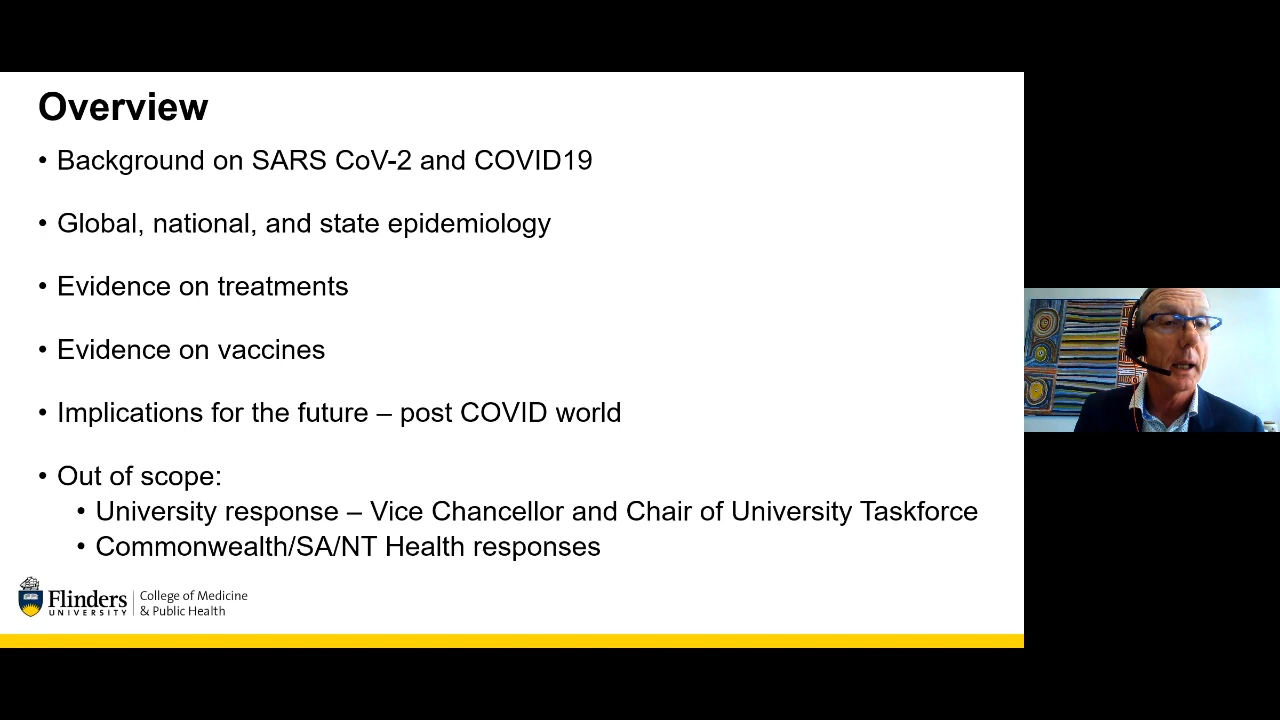 Overview
• Background on SARS CoV-2 and COVID19
• Global, national, and state epidemiology
• Evidence on treatments
• Evidence on vaccines
• Implications for the future – post COVID world
• Out of scope:
• University response – Vice Chancellor and Chair of University Taskforce
• Commonwealth/SA/NT Health responses
Flinders
UNIVERSITY
College of Medicine
& Public Health